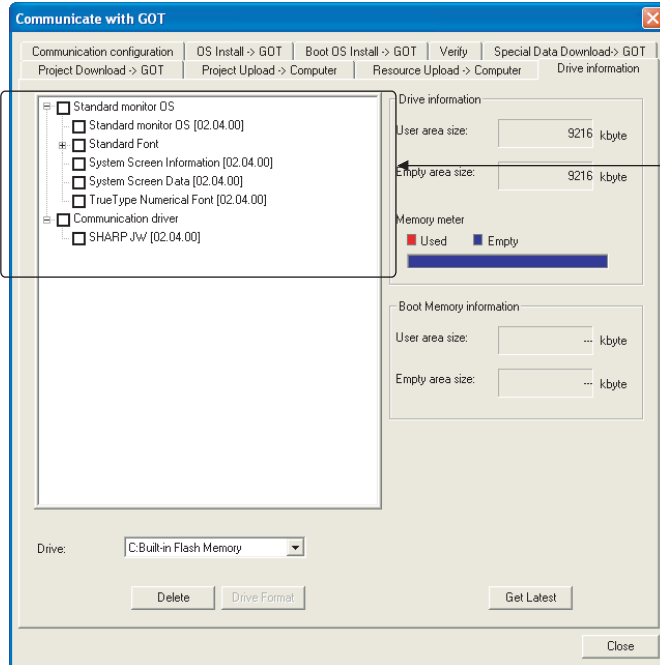 Communicate with GOT
Communication configuration | OS Install -> GOT | Boot OS Install -> GOT | Verify | Special Data Download-> GOT
Project Download -> GOT | Project Upload -> Computer | Resource Upload -> Computer | Drive information
Standard monitor OS
Standard monitor OS [02.04.00]
Standard Font
System Screen Information [02.04.00]
System Screen Data [02.04.00]
TrueType Numerical Font [02.04.00]
Communication driver
SHARP JW [02.04.00]
Drive information
User area size: 9216 kbyte
Empty area size: 9216 kbyte
Memory meter
Used Empty
Boot Memory information
User area size: --- kbyte
Empty area size: --- kbyte
Drive: C:Built-in Flash Memory
Delete Drive Format Get Latest
Close